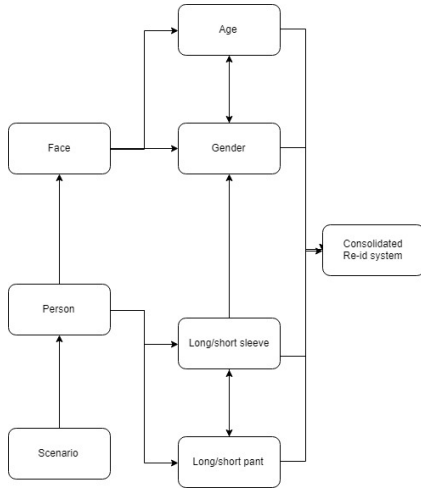 Age
Face
Gender
Consolidated
Re-id system
Person
Long/short sleeve
Scenario
Long/short pant